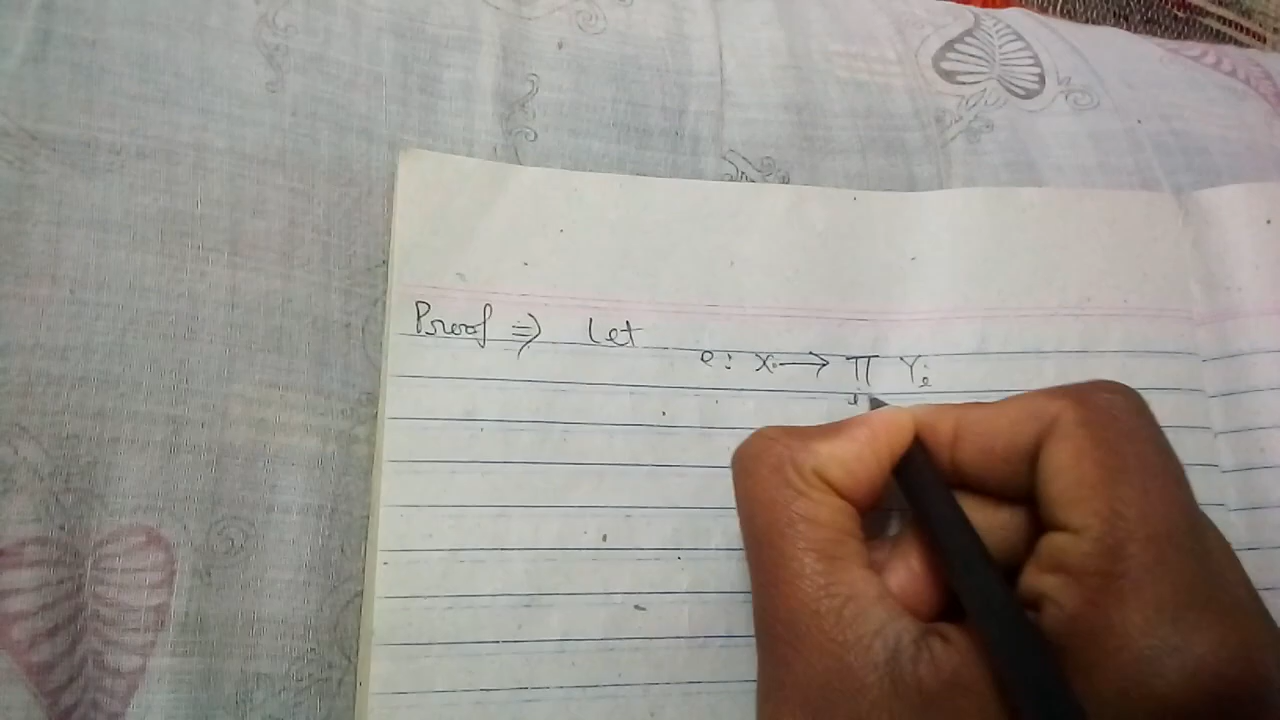 Proof ⇒ Let
e: X → Π Yi
i